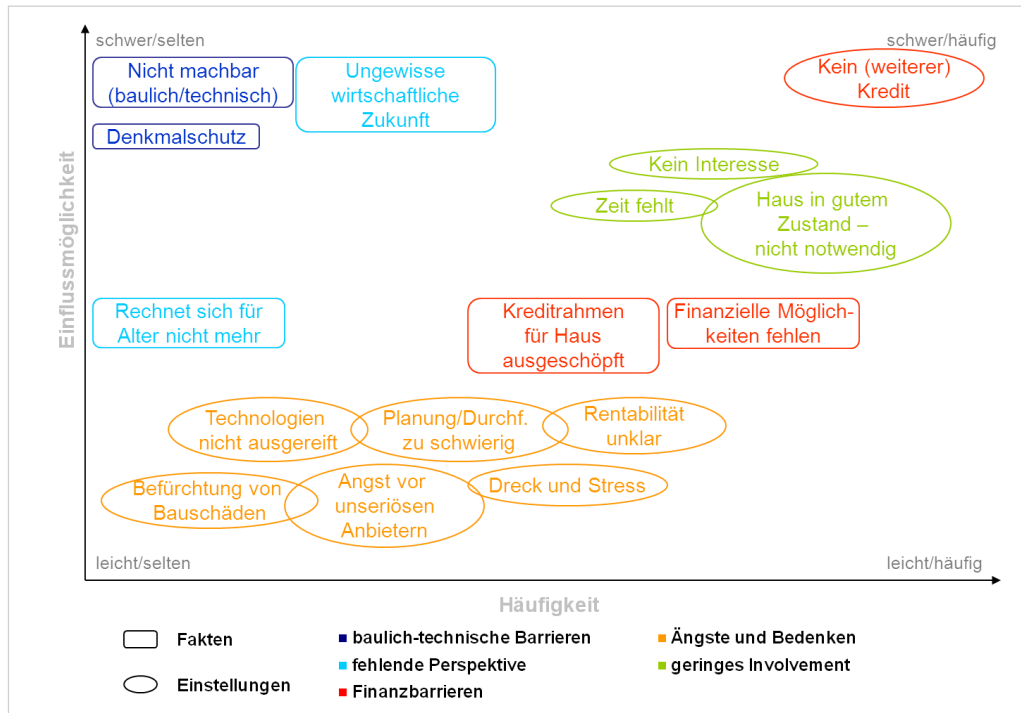 schwer/selten
schwer/häufig
Nicht machbar
(baulich/technisch)
Ungewisse
wirtschaftliche
Zukunft
Kein (weiterer)
Kredit
Denkmalschutz
Kein Interesse
Zeit fehlt
Haus in gutem
Zustand –
nicht notwendig
Einflussmöglichkeit
Rechnet sich für
Alter nicht mehr
Kreditrahmen
für Haus
ausgeschöpft
Finanzielle Möglich-
keiten fehlen
Technologien
nicht ausgereift
Planung/Durchf.
zu schwierig
Rentabilität
unklar
Befürchtung von
Bauschäden
Angst vor
unseriösen
Anbietern
Dreck und Stress
leicht/selten
leicht/häufig
Häufigkeit
Fakten
Einstellungen
baulich-technische Barrieren
fehlende Perspektive
Finanzbarrieren
Ängste und Bedenken
geringes Involvement